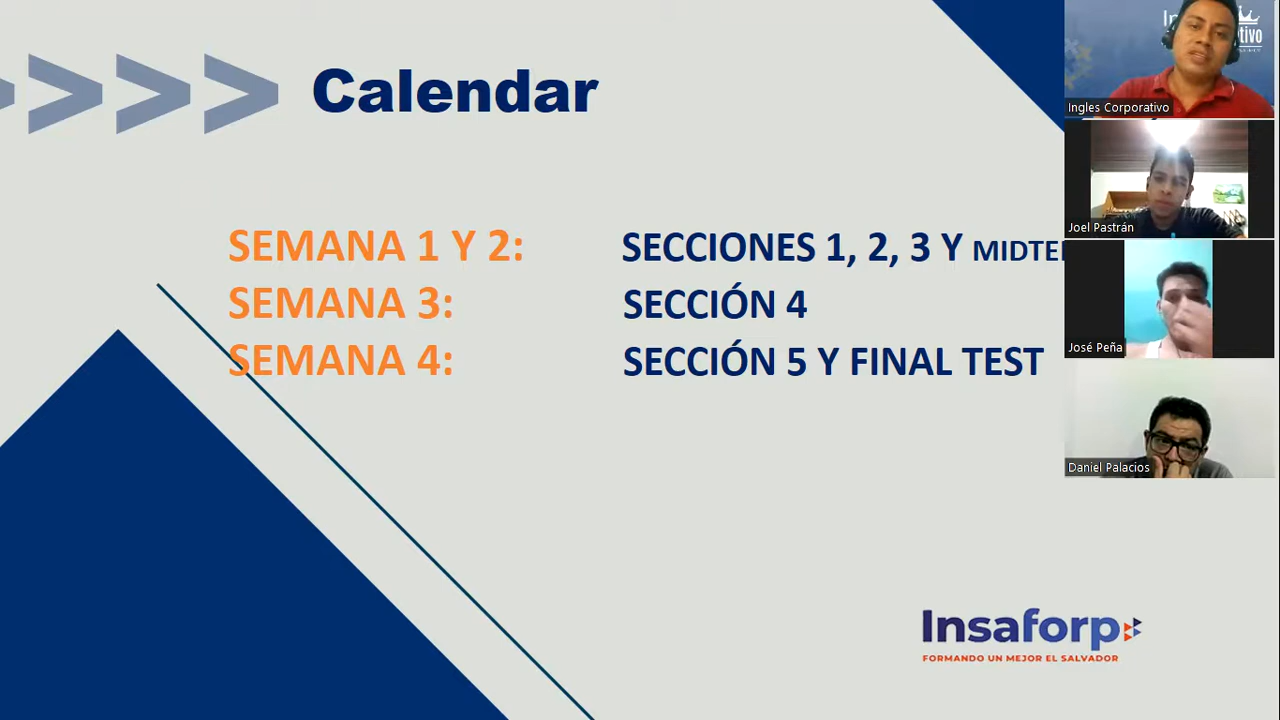 Calendar
SEMANA 1 Y 2: SECCIONES 1, 2, 3 Y
SEMANA 3: SECCIÓN 4
SEMANA 4: SECCIÓN 5 Y FINAL TEST
Insaforp
FORMANDO UN MEJOR EL SALVADOR
Ingles Corporativo
Joel Pastrán
José Peña
Daniel Palacios